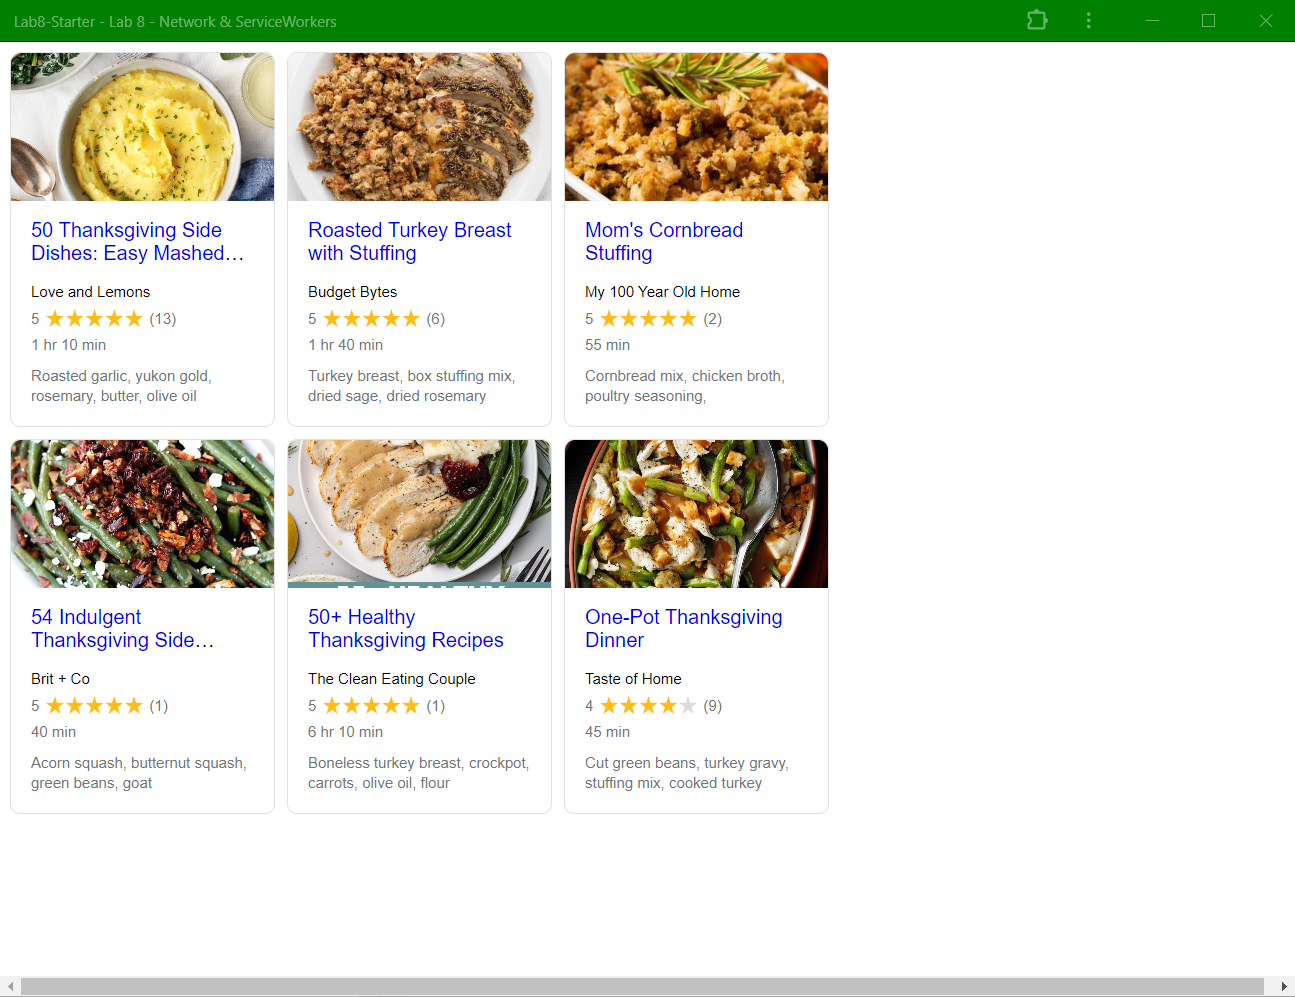 Lab8-Starter - Lab 8 - Network & ServiceWorkers
50 Thanksgiving Side
Dishes: Easy Mashed…
Love and Lemons
5 ★★★★★ (13)
1 hr 10 min
Roasted garlic, yukon gold,
rosemary, butter, olive oil
Roasted Turkey Breast
with Stuffing
Budget Bytes
5 ★★★★★ (6)
1 hr 40 min
Turkey breast, box stuffing mix,
dried sage, dried rosemary
Mom's Cornbread
Stuffing
My 100 Year Old Home
5 ★★★★★ (2)
55 min
Cornbread mix, chicken broth,
poultry seasoning,
54 Indulgent
Thanksgiving Side…
Brit + Co
5 ★★★★★ (1)
40 min
Acorn squash, butternut squash,
green beans, goat
50+ Healthy
Thanksgiving Recipes
The Clean Eating Couple
5 ★★★★★ (1)
6 hr 10 min
Boneless turkey breast, crockpot,
carrots, olive oil, flour
One-Pot Thanksgiving
Dinner
Taste of Home
4 ★★★★★ (9)
45 min
Cut green beans, turkey gravy,
stuffing mix, cooked turkey